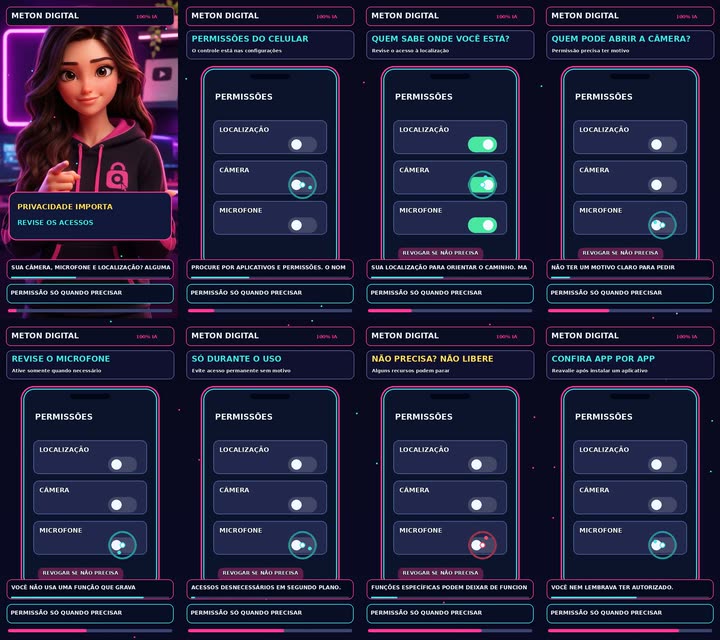 METON DIGITAL 100% IA
PRIVACIDADE IMPORTA
REVISE OS ACESSOS
SUA CÂMERA, MICROFONE E LOCALIZAÇÃO? ALGUMA
PERMISSÃO SÓ QUANDO PRECISAR
METON DIGITAL 100% IA
PERMISSÕES DO CELULAR
O controle está nas configurações
PERMISSÕES
LOCALIZAÇÃO
CÂMERA
MICROFONE
PROCURE POR APLICATIVOS E PERMISSÕES. O NOM
PERMISSÃO SÓ QUANDO PRECISAR
METON DIGITAL 100% IA
QUEM SABE ONDE VOCÊ ESTÁ?
Revise o acesso à localização
PERMISSÕES
LOCALIZAÇÃO
CÂMERA
MICROFONE
REVOGAR SE NÃO PRECISA
SUA LOCALIZAÇÃO PARA ORIENTAR O CAMINHO. MA
PERMISSÃO SÓ QUANDO PRECISAR
METON DIGITAL 100% IA
QUEM PODE ABRIR A CÂMERA?
Permissão precisa ter motivo
PERMISSÕES
LOCALIZAÇÃO
CÂMERA
MICROFONE
REVOGAR SE NÃO PRECISA
NÃO TER UM MOTIVO CLARO PARA PEDIR
PERMISSÃO SÓ QUANDO PRECISAR
METON DIGITAL 100% IA
REVISE O MICROFONE
Ative somente quando necessário
PERMISSÕES
LOCALIZAÇÃO
CÂMERA
MICROFONE
REVOGAR SE NÃO PRECISA
VOCÊ NÃO USA UMA FUNÇÃO QUE GRAVA
PERMISSÃO SÓ QUANDO PRECISAR
METON DIGITAL 100% IA
SÓ DURANTE O USO
Evite acesso permanente sem motivo
PERMISSÕES
LOCALIZAÇÃO
CÂMERA
MICROFONE
REVOGAR SE NÃO PRECISA
ACESSOS DESNECESSÁRIOS EM SEGUNDO PLANO.
PERMISSÃO SÓ QUANDO PRECISAR
METON DIGITAL 100% IA
NÃO PRECISA? NÃO LIBERE
Alguns recursos podem parar
PERMISSÕES
LOCALIZAÇÃO
CÂMERA
MICROFONE
REVOGAR SE NÃO PRECISA
FUNÇÕES ESPECÍFICAS PODEM DEIXAR DE FUNCION
PERMISSÃO SÓ QUANDO PRECISAR
METON DIGITAL 100% IA
CONFIRA APP POR APP
Reavalie após instalar um aplicativo
PERMISSÕES
LOCALIZAÇÃO
CÂMERA
MICROFONE
VOCÊ NEM LEMBRAVA TER AUTORIZADO.
PERMISSÃO SÓ QUANDO PRECISAR